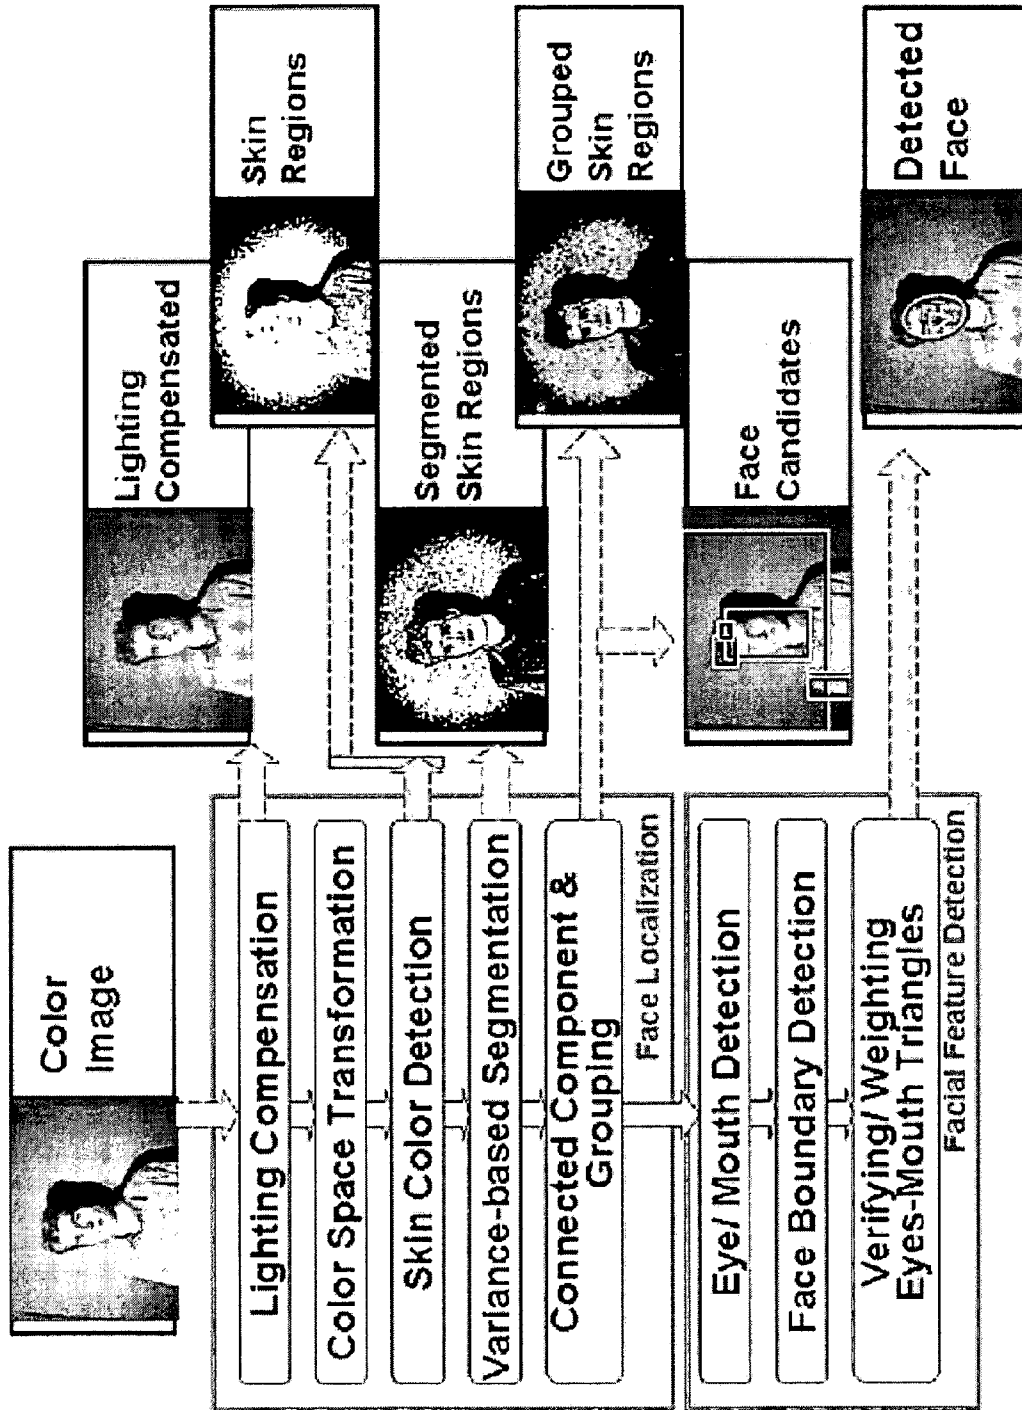 Color
Image
Lighting Compensation
Color Space Transformation
Skin Color Detection
Variance-based Segmentation
Connected Component &
Grouping
Face Localization
Eye/ Mouth Detection
Face Boundary Detection
Verifying/ Weighting
Eyes-Mouth Triangles
Facial Feature Detection
Lighting
Compensated
Skin
Regions
Segmented
Skin Regions
Grouped
Skin
Regions
Face
Candidates
Detected
Face